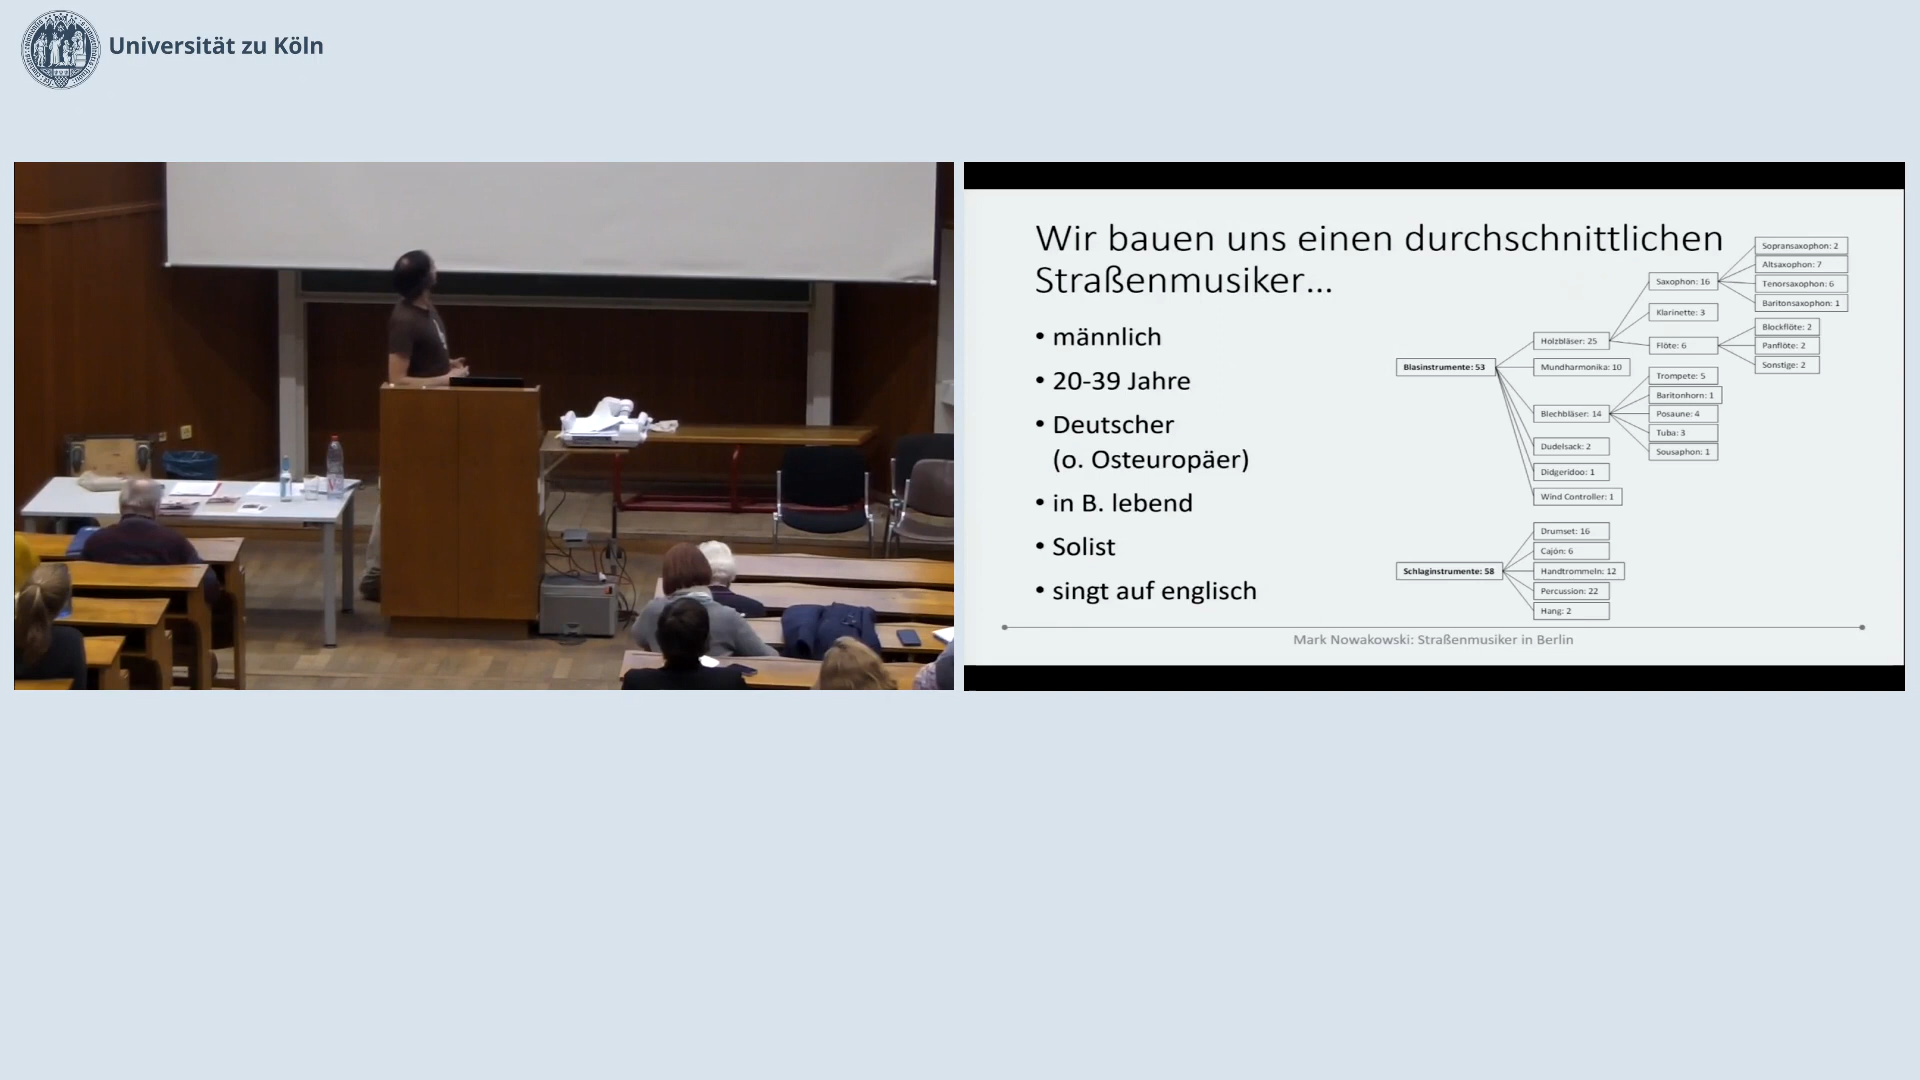 Universität zu Köln
Wir bauen uns einen durchschnittlichen
Straßenmusiker...
• männlich
• 20-39 Jahre
• Deutscher
(o. Osteuropäer)
• in B. lebend
• Solist
• singt auf englisch
Blasinstrumente: 53
Holzbläser: 25
Mundharmonika: 10
Blechbläser: 14
Dudelsack: 2
Didgeridoo: 1
Wind Controller: 1
Saxophon: 16
Klarinette: 3
Flöte: 6
Trompete: 5
Baritonhorn: 1
Posaune: 4
Tuba: 3
Sousaphon: 1
Sopransaxophon: 2
Altsaxophon: 7
Tenorsaxophon: 6
Baritonsaxophon: 1
Blockflöte: 2
Panflöte: 2
Sonstige: 2
Schlaginstrumente: 58
Drumset: 16
Cajón: 6
Handtrommeln: 12
Percussion: 22
Hang: 2
Mark Nowakowski: Straßenmusiker in Berlin